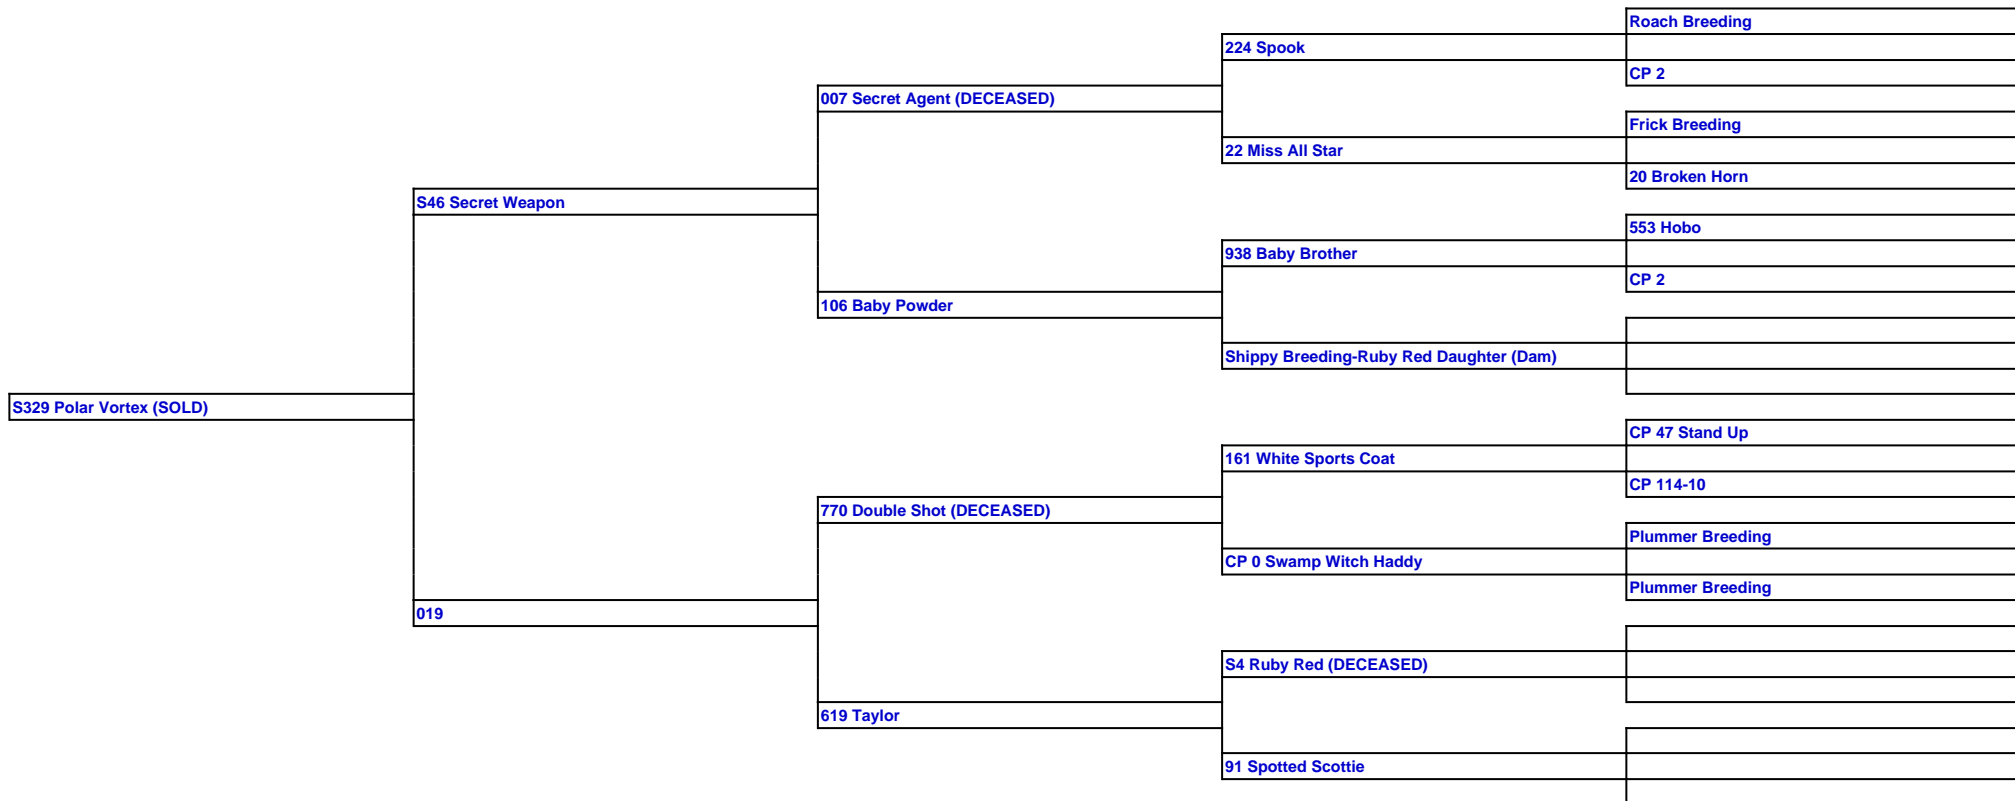 Roach Breeding
224 Spook
CP 2
007 Secret Agent (DECEASED)
Frick Breeding
22 Miss All Star
20 Broken Horn
S46 Secret Weapon
553 Hobo
938 Baby Brother
CP 2
106 Baby Powder
Shippy Breeding-Ruby Red Daughter (Dam)
S329 Polar Vortex (SOLD)
CP 47 Stand Up
161 White Sports Coat
CP 114-10
770 Double Shot (DECEASED)
Plummer Breeding
CP 0 Swamp Witch Haddy
Plummer Breeding
019
S4 Ruby Red (DECEASED)
619 Taylor
91 Spotted Scottie